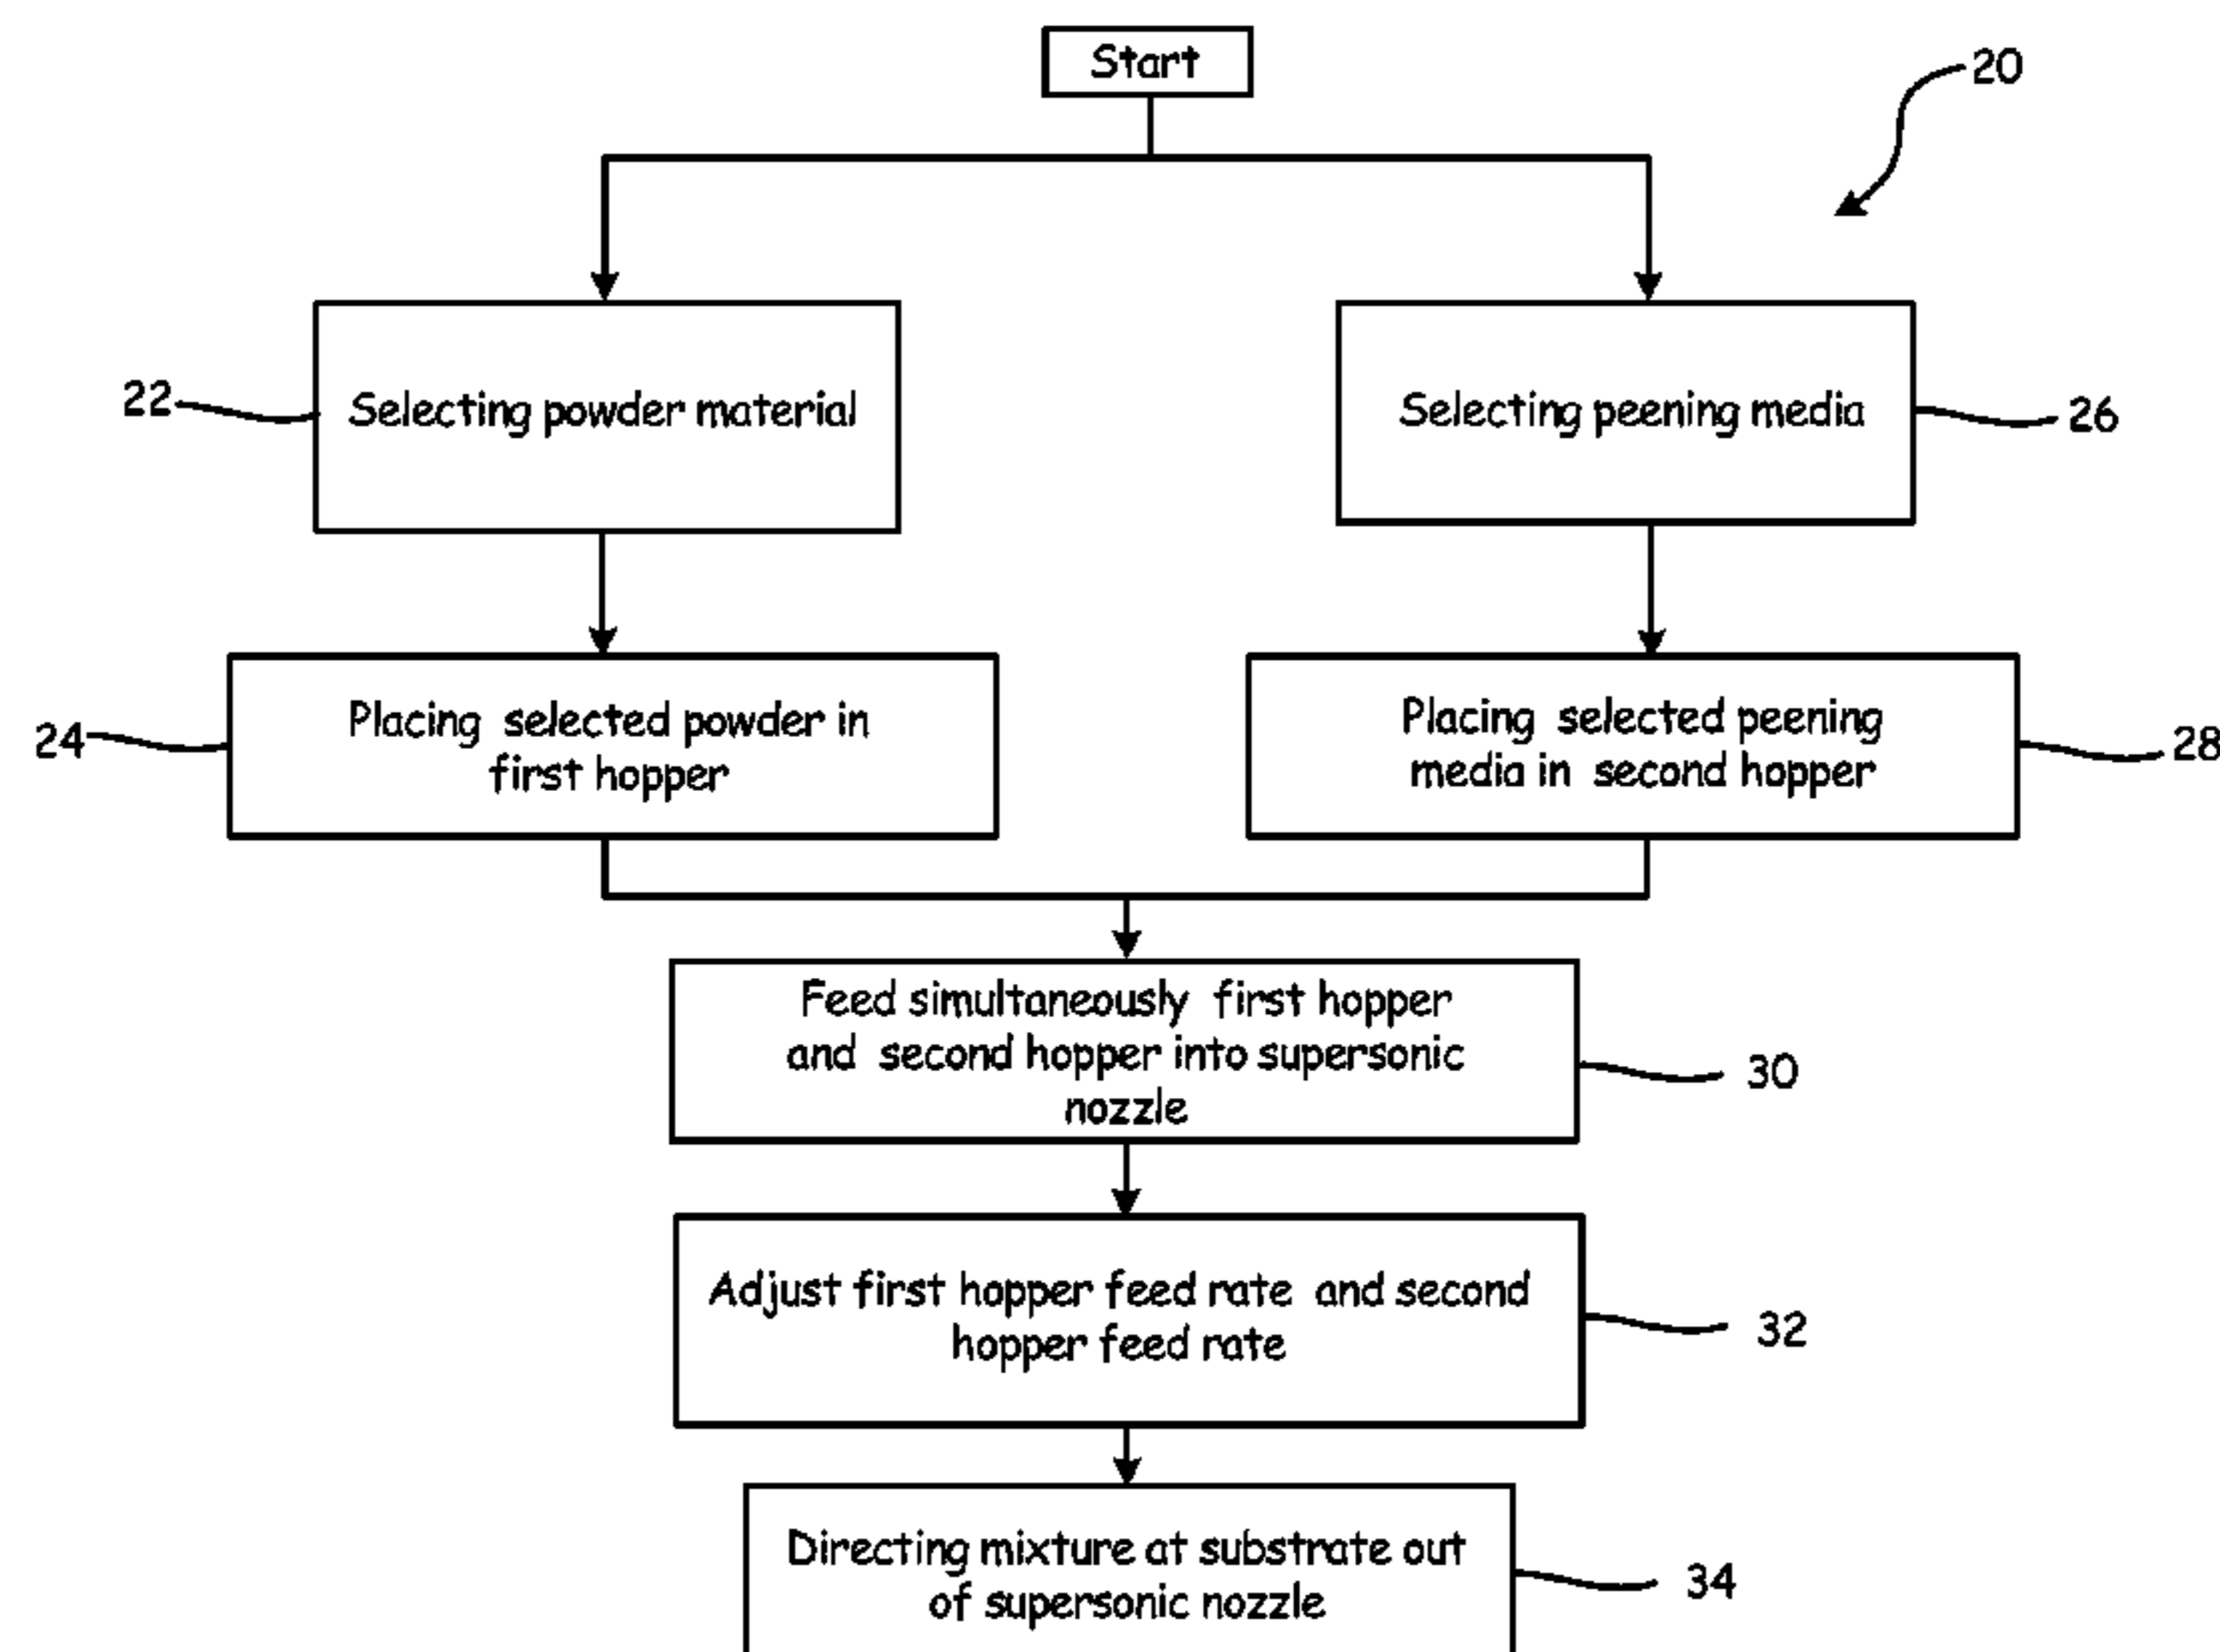 Start
20
22
Selecting powder material
Selecting peening media
26
24
Placing selected powder in
first hopper
Placing selected peening
media in second hopper
28
Feed simultaneously first hopper
and second hopper into supersonic
nozzle
30
Adjust first hopper feed rate and second
hopper feed rate
32
Directing mixture at substrate out
of supersonic nozzle
34